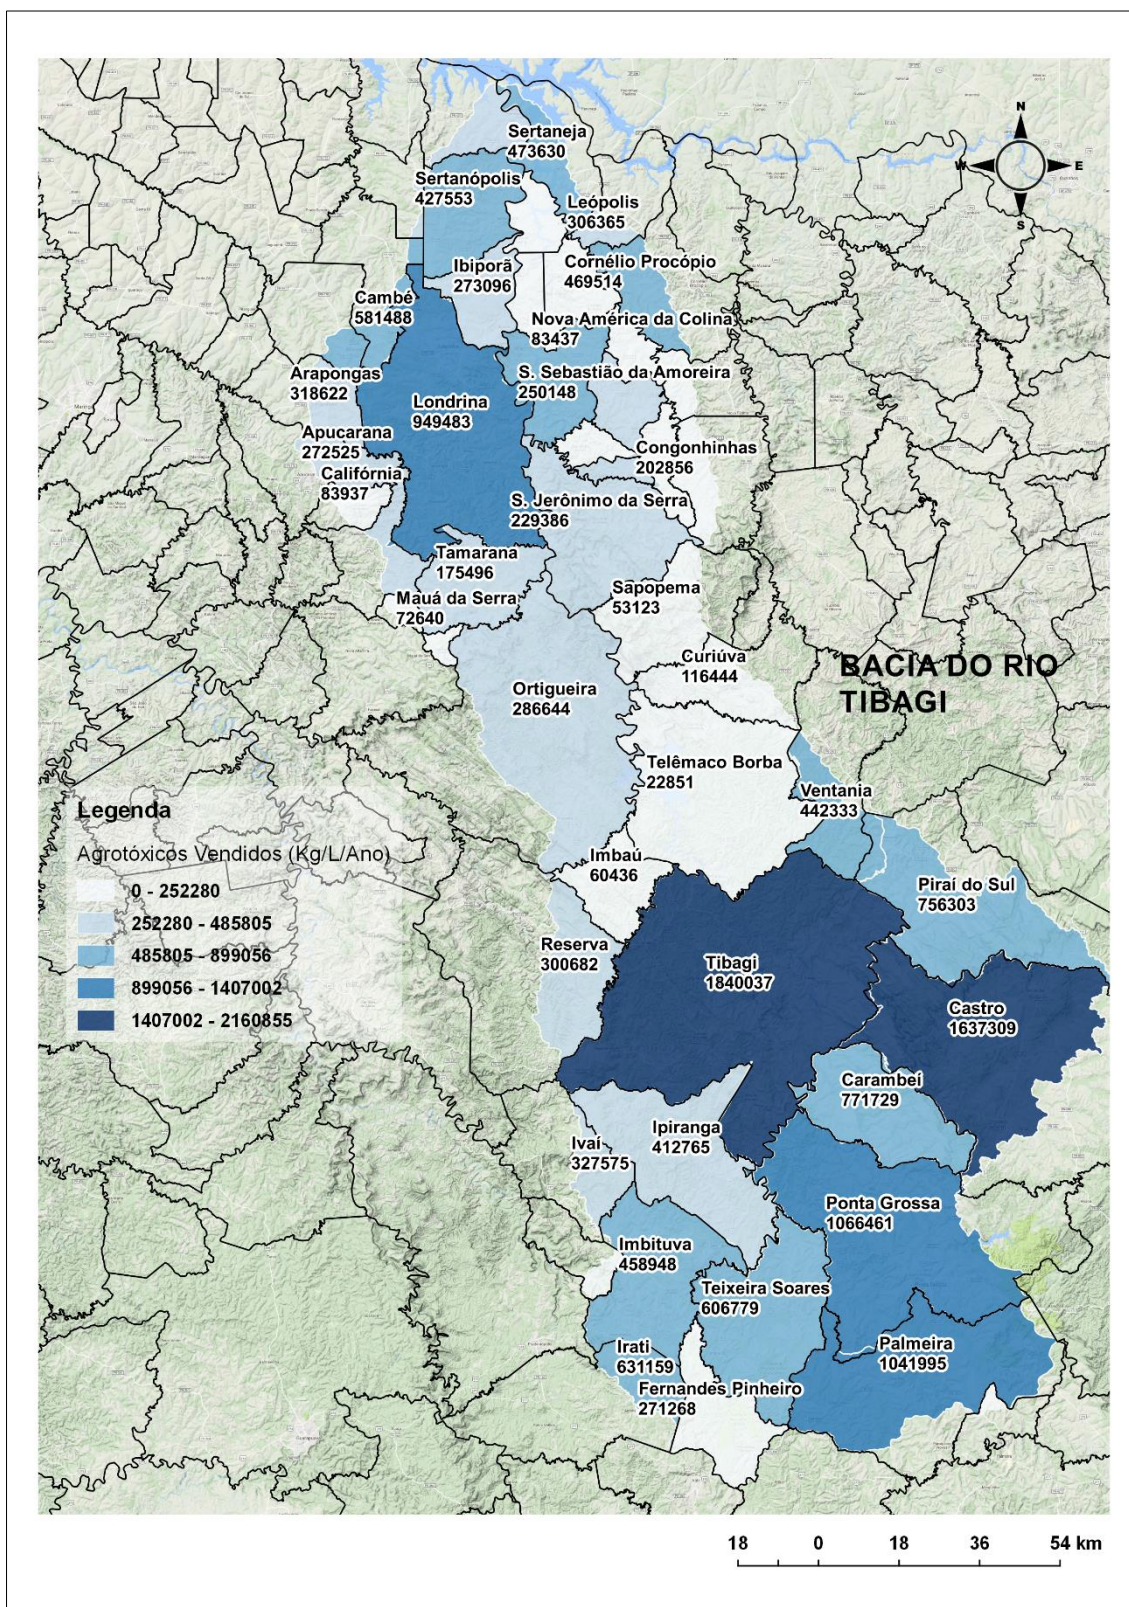 N
W
E
S
Sertaneja
473630
Sertanópolis
427553
Leópolis
306365
Ibiporã
273096
Cornélio Procópio
469514
Cambé
581488
Nova América da Colina
83437
Arapongas
318622
S. Sebastião da Amoreira
250148
Londrina
949483
Apucarana
272525
Congonhinhas
202856
Califórnia
83937
S. Jerônimo da Serra
229386
Tamarana
175496
Sapopema
53123
Mauá da Serra
72640
Curiúva
116444
BACIA DO RIO
TIBAGI
Ortigueira
286644
Telêmaco Borba
22851
Ventania
442333
Legenda
Agrotóxicos Vendidos (Kg/L/Ano)
0 - 252280
252280 - 485805
485805 - 899056
899056 - 1407002
1407002 - 2160855
Imbaú
60436
Piraí do Sul
756303
Reserva
300682
Tibagi
1840037
Castro
1637309
Carambeí
771729
Ipiranga
412765
Ivaí
327575
Ponta Grossa
1066461
Imbituva
458948
Teixeira Soares
606779
Irati
631159
Palmeira
1041995
Fernandes Pinheiro
271268
18 0 18 36 54 km